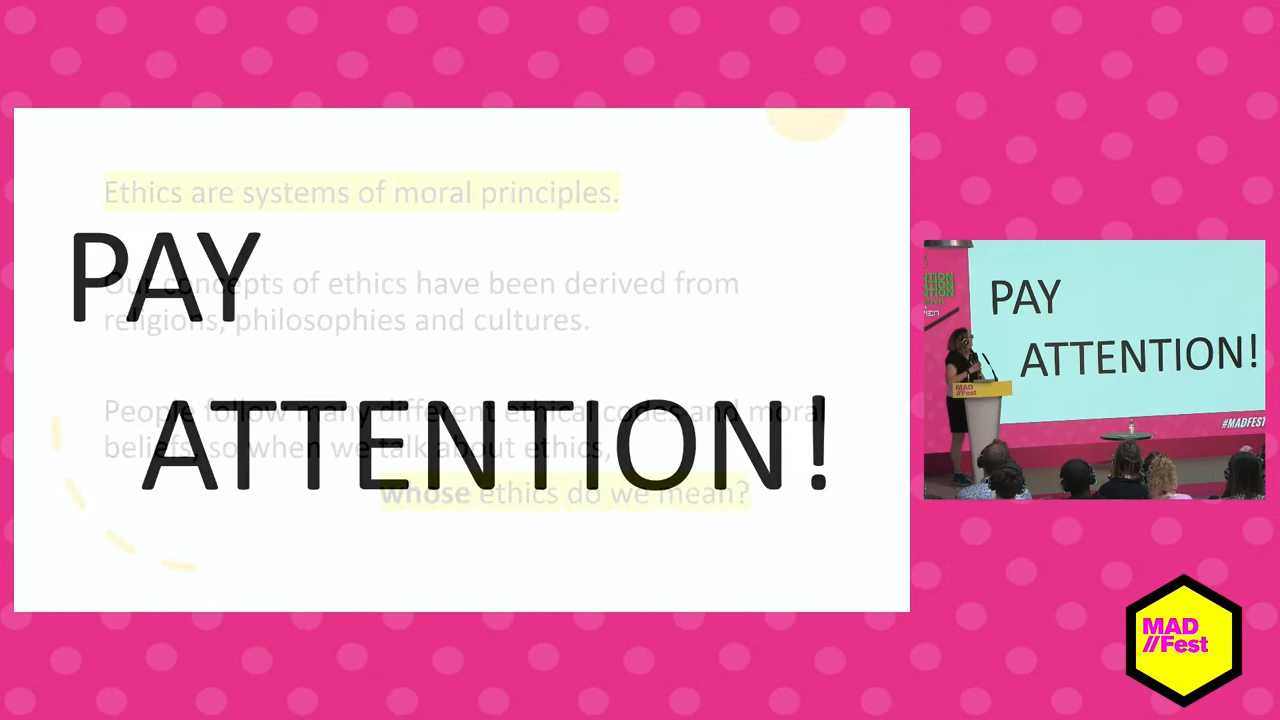 Ethics are systems of moral principles.
PAY
Our concepts of ethics have been derived from
religions, philosophies and cultures.
ATTENTION!
People follow many different ethical codes and moral
beliefs, so when we talk about ethics,
whose ethics do we mean?
PAY
ATTENTION!
MAD
#MADFEST
MAD
//Fest